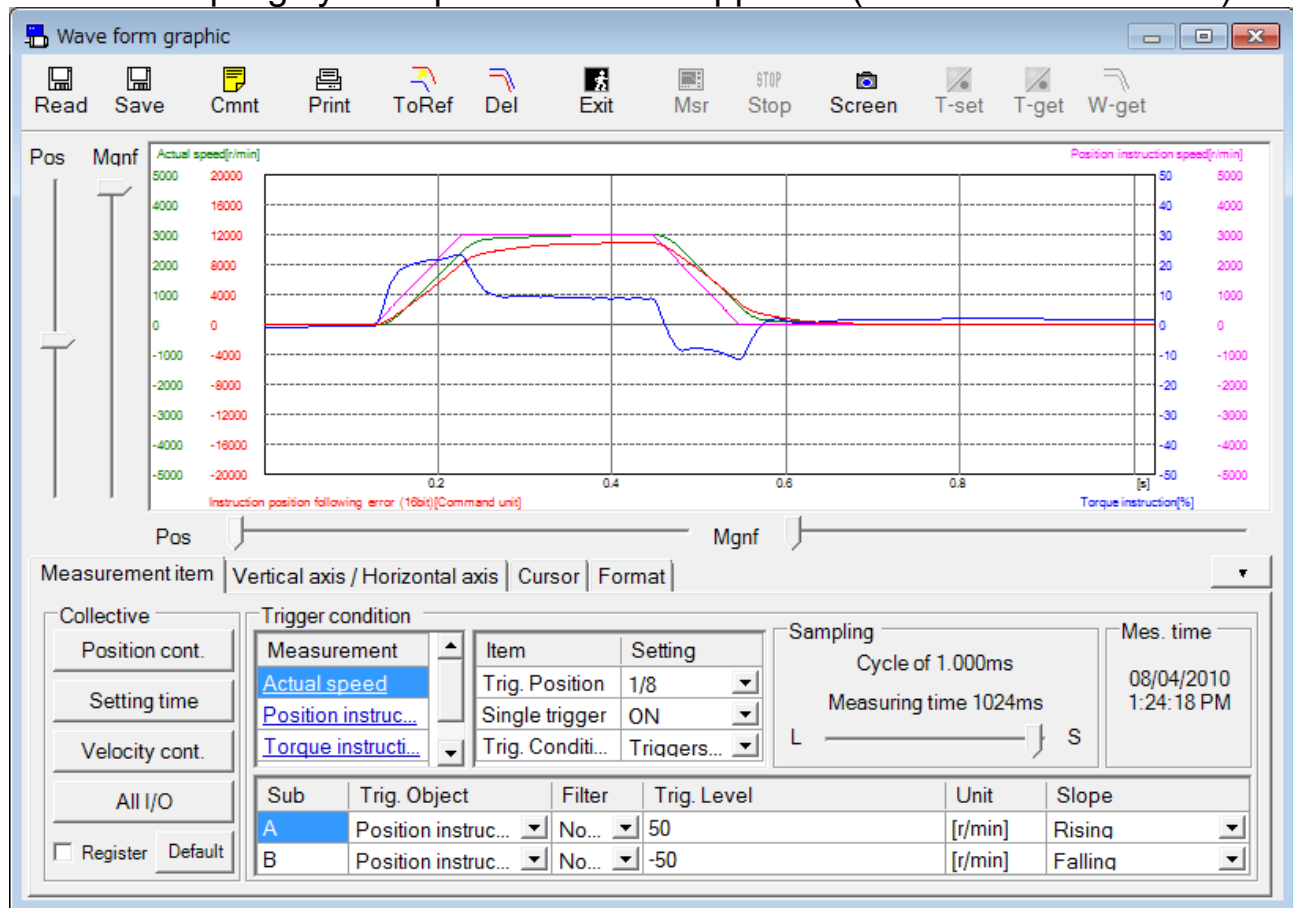 Wave form graphic
Read Save Cmnt Print ToRef Del Exit Msr STOP Stop Screen T-set T-get W-get
Pos Mgnf
Actual speed[r/min] Position instruction speed[r/min]
5000 20000 50 5000
4000 16000 40 4000
3000 12000 30 3000
2000 8000 20 2000
1000 4000 10 1000
0 0 0 0
-1000 -4000 -10 -1000
-2000 -8000 -20 -2000
-3000 -12000 -30 -3000
-4000 -16000 -40 -4000
-5000 -20000 -50 -5000
0.2 0.4 0.6 0.8 [s]
Instruction position following error (16bit)[Command unit] Torque instruction[%]
Pos Mgnf
Measurement item Vertical axis / Horizontal axis Cursor Format
Collective
Position cont.
Setting time
Velocity cont.
All I/O
Register Default
Trigger condition
Measurement
Actual speed
Position instruc...
Torque instructi...
Item Setting
Trig. Position 1/8
Single trigger ON
Trig. Conditi... Triggers...
Sampling
Cycle of 1.000ms
Measuring time 1024ms
L S
Mes. time
08/04/2010
1:24:18 PM
Sub Trig. Object Filter Trig. Level Unit Slope
A Position instruc... No... 50 [r/min] Rising
B Position instruc... No... -50 [r/min] Falling